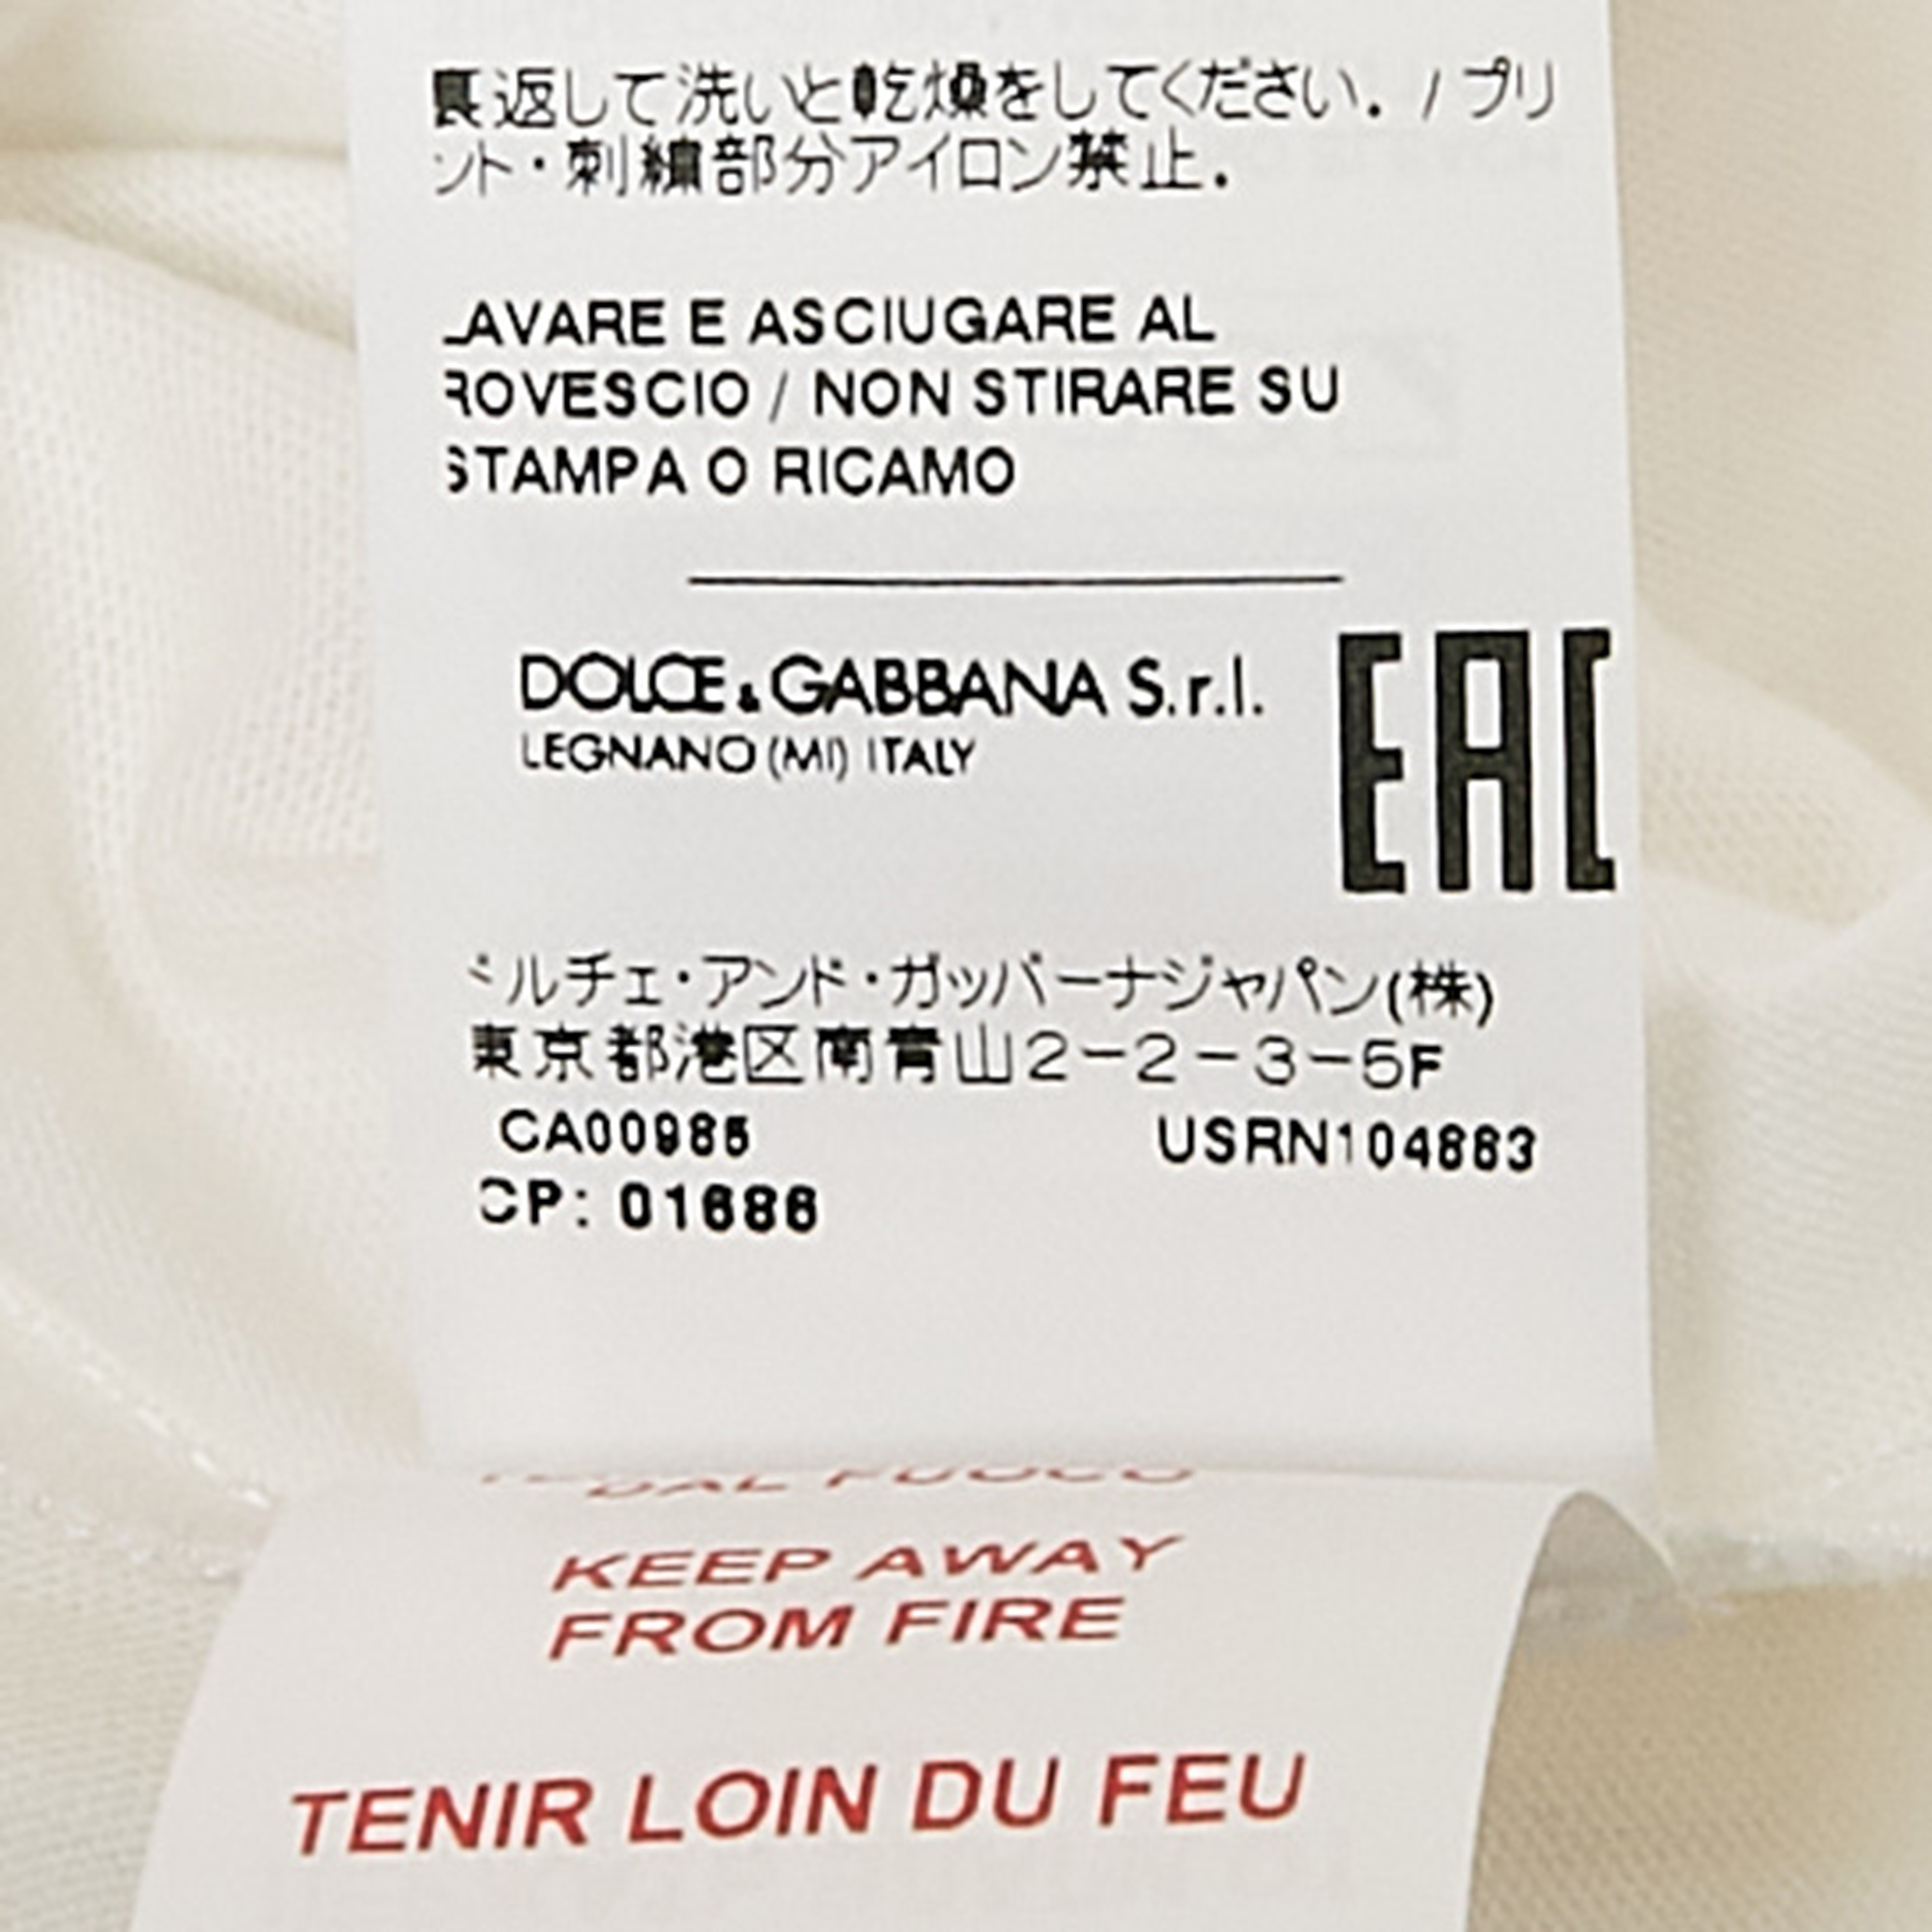 裏返して洗いと乾燥をしてください. / プリ
ント・刺繍部分アイロン禁止.
LAVARE E ASCIUGARE AL
ROVESCIO / NON STIRARE SU
STAMPA O RICAMO
DOLCE & GABBANA S.r.l.
LEGNANO (MI) ITALY
EAC
ドルチェ・アンド・ガッバーナジャパン(株)
東京都港区南青山2-2-3-5F
CA00985 USRN104883
CP: 01686
DAL FUOCO
KEEP AWAY
FROM FIRE
TENIR LOIN DU FEU